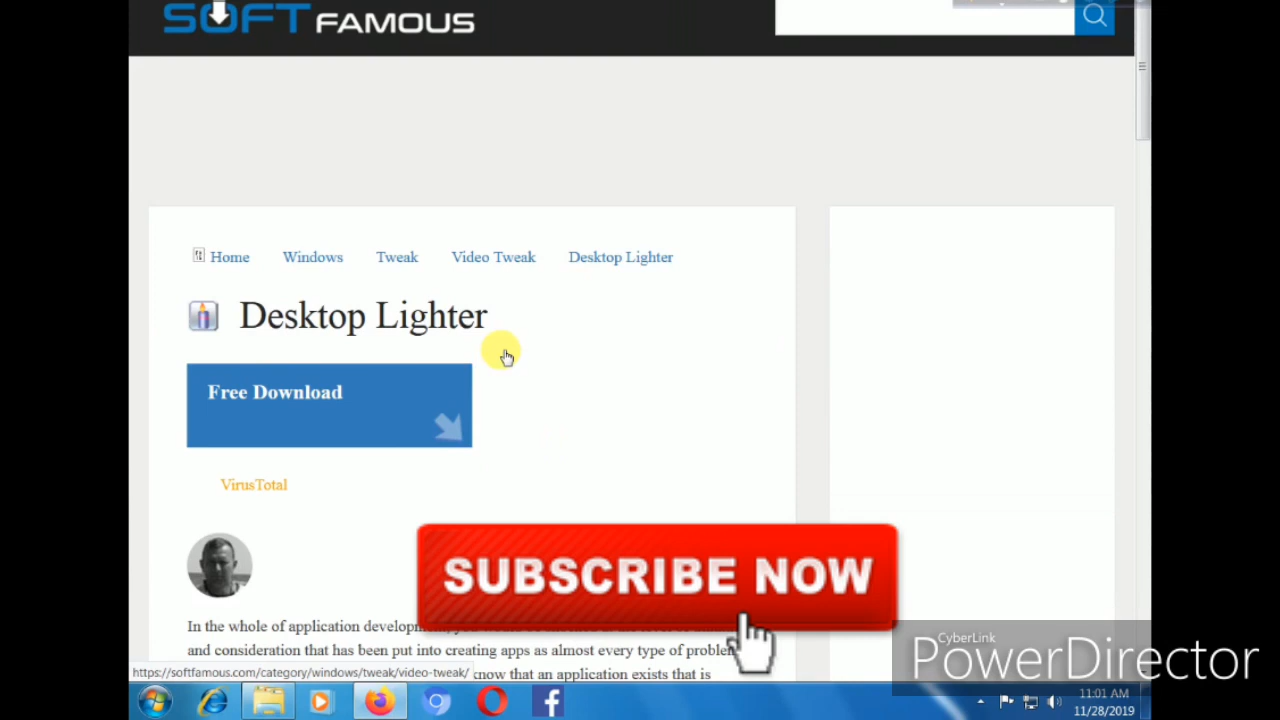 SOFT FAMOUS
Home Windows Tweak Video Tweak Desktop Lighter
Desktop Lighter
Free Download
VirusTotal
SUBSCRIBE NOW
In the whole of application
and consideration that has been put into creating apps as almost every type of
know that an application exists that is
https://softfamous.com/category/windows/tweak/video-tweak/
CyberLink
PowerDirector
11:01 AM
11/28/2019